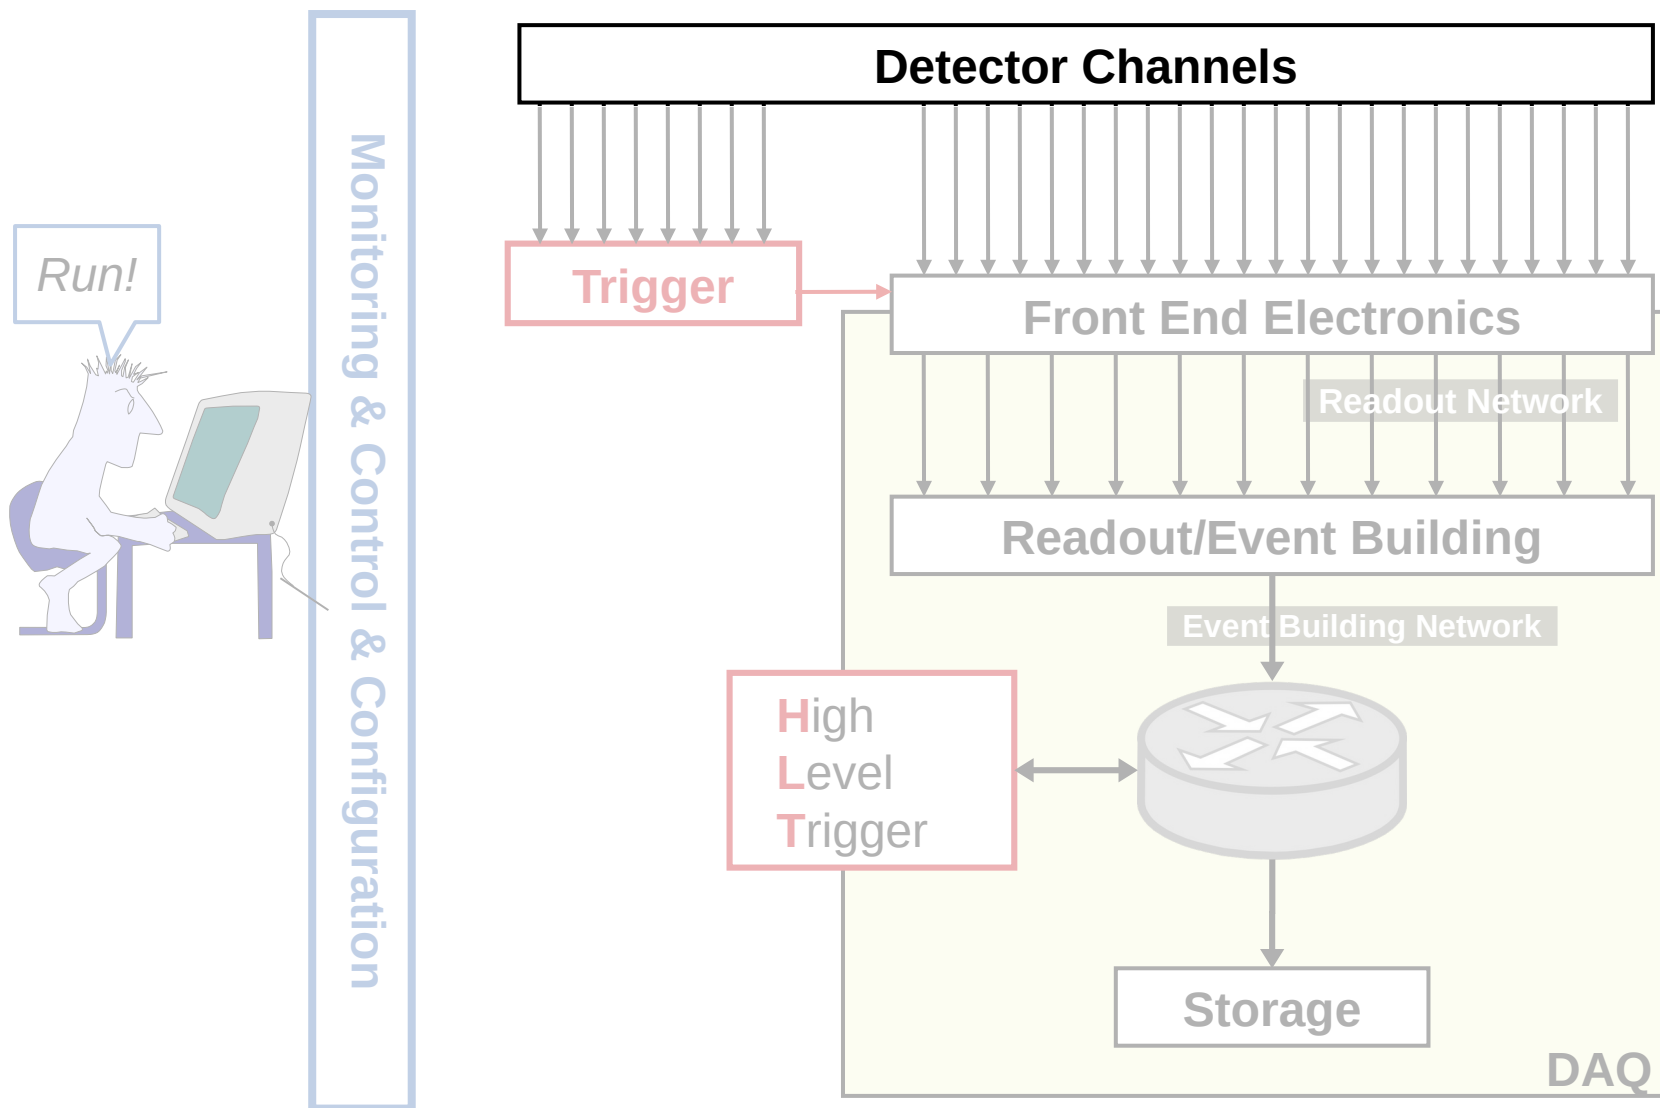 Detector Channels
Monitoring & Control & Configuration
Run!
Trigger
Front End Electronics
Readout Network
Readout/Event Building
Event Building Network
High
Level
Trigger
Storage
DAQ